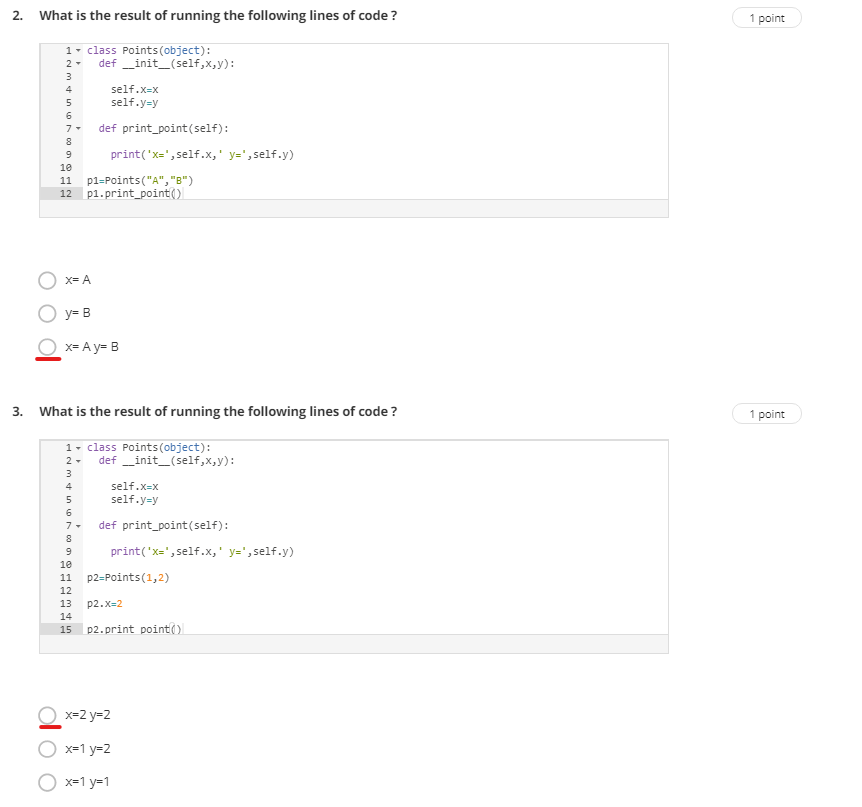 2. What is the result of running the following lines of code ?
1 point
1 class Points(object):
2 def __init__(self,x,y):
3
4 self.x=x
5 self.y=y
6
7 def print_point(self):
8
9 print('x=',self.x,' y=',self.y)
10
11 p1=Points("A","B")
12 p1.print_point()
x= A
y= B
x= A y= B
3. What is the result of running the following lines of code ?
1 point
1 class Points(object):
2 def __init__(self,x,y):
3
4 self.x=x
5 self.y=y
6
7 def print_point(self):
8
9 print('x=',self.x,' y=',self.y)
10
11 p2=Points(1,2)
12
13 p2.x=2
14
15 p2.print_point()
x=2 y=2
x=1 y=2
x=1 y=1